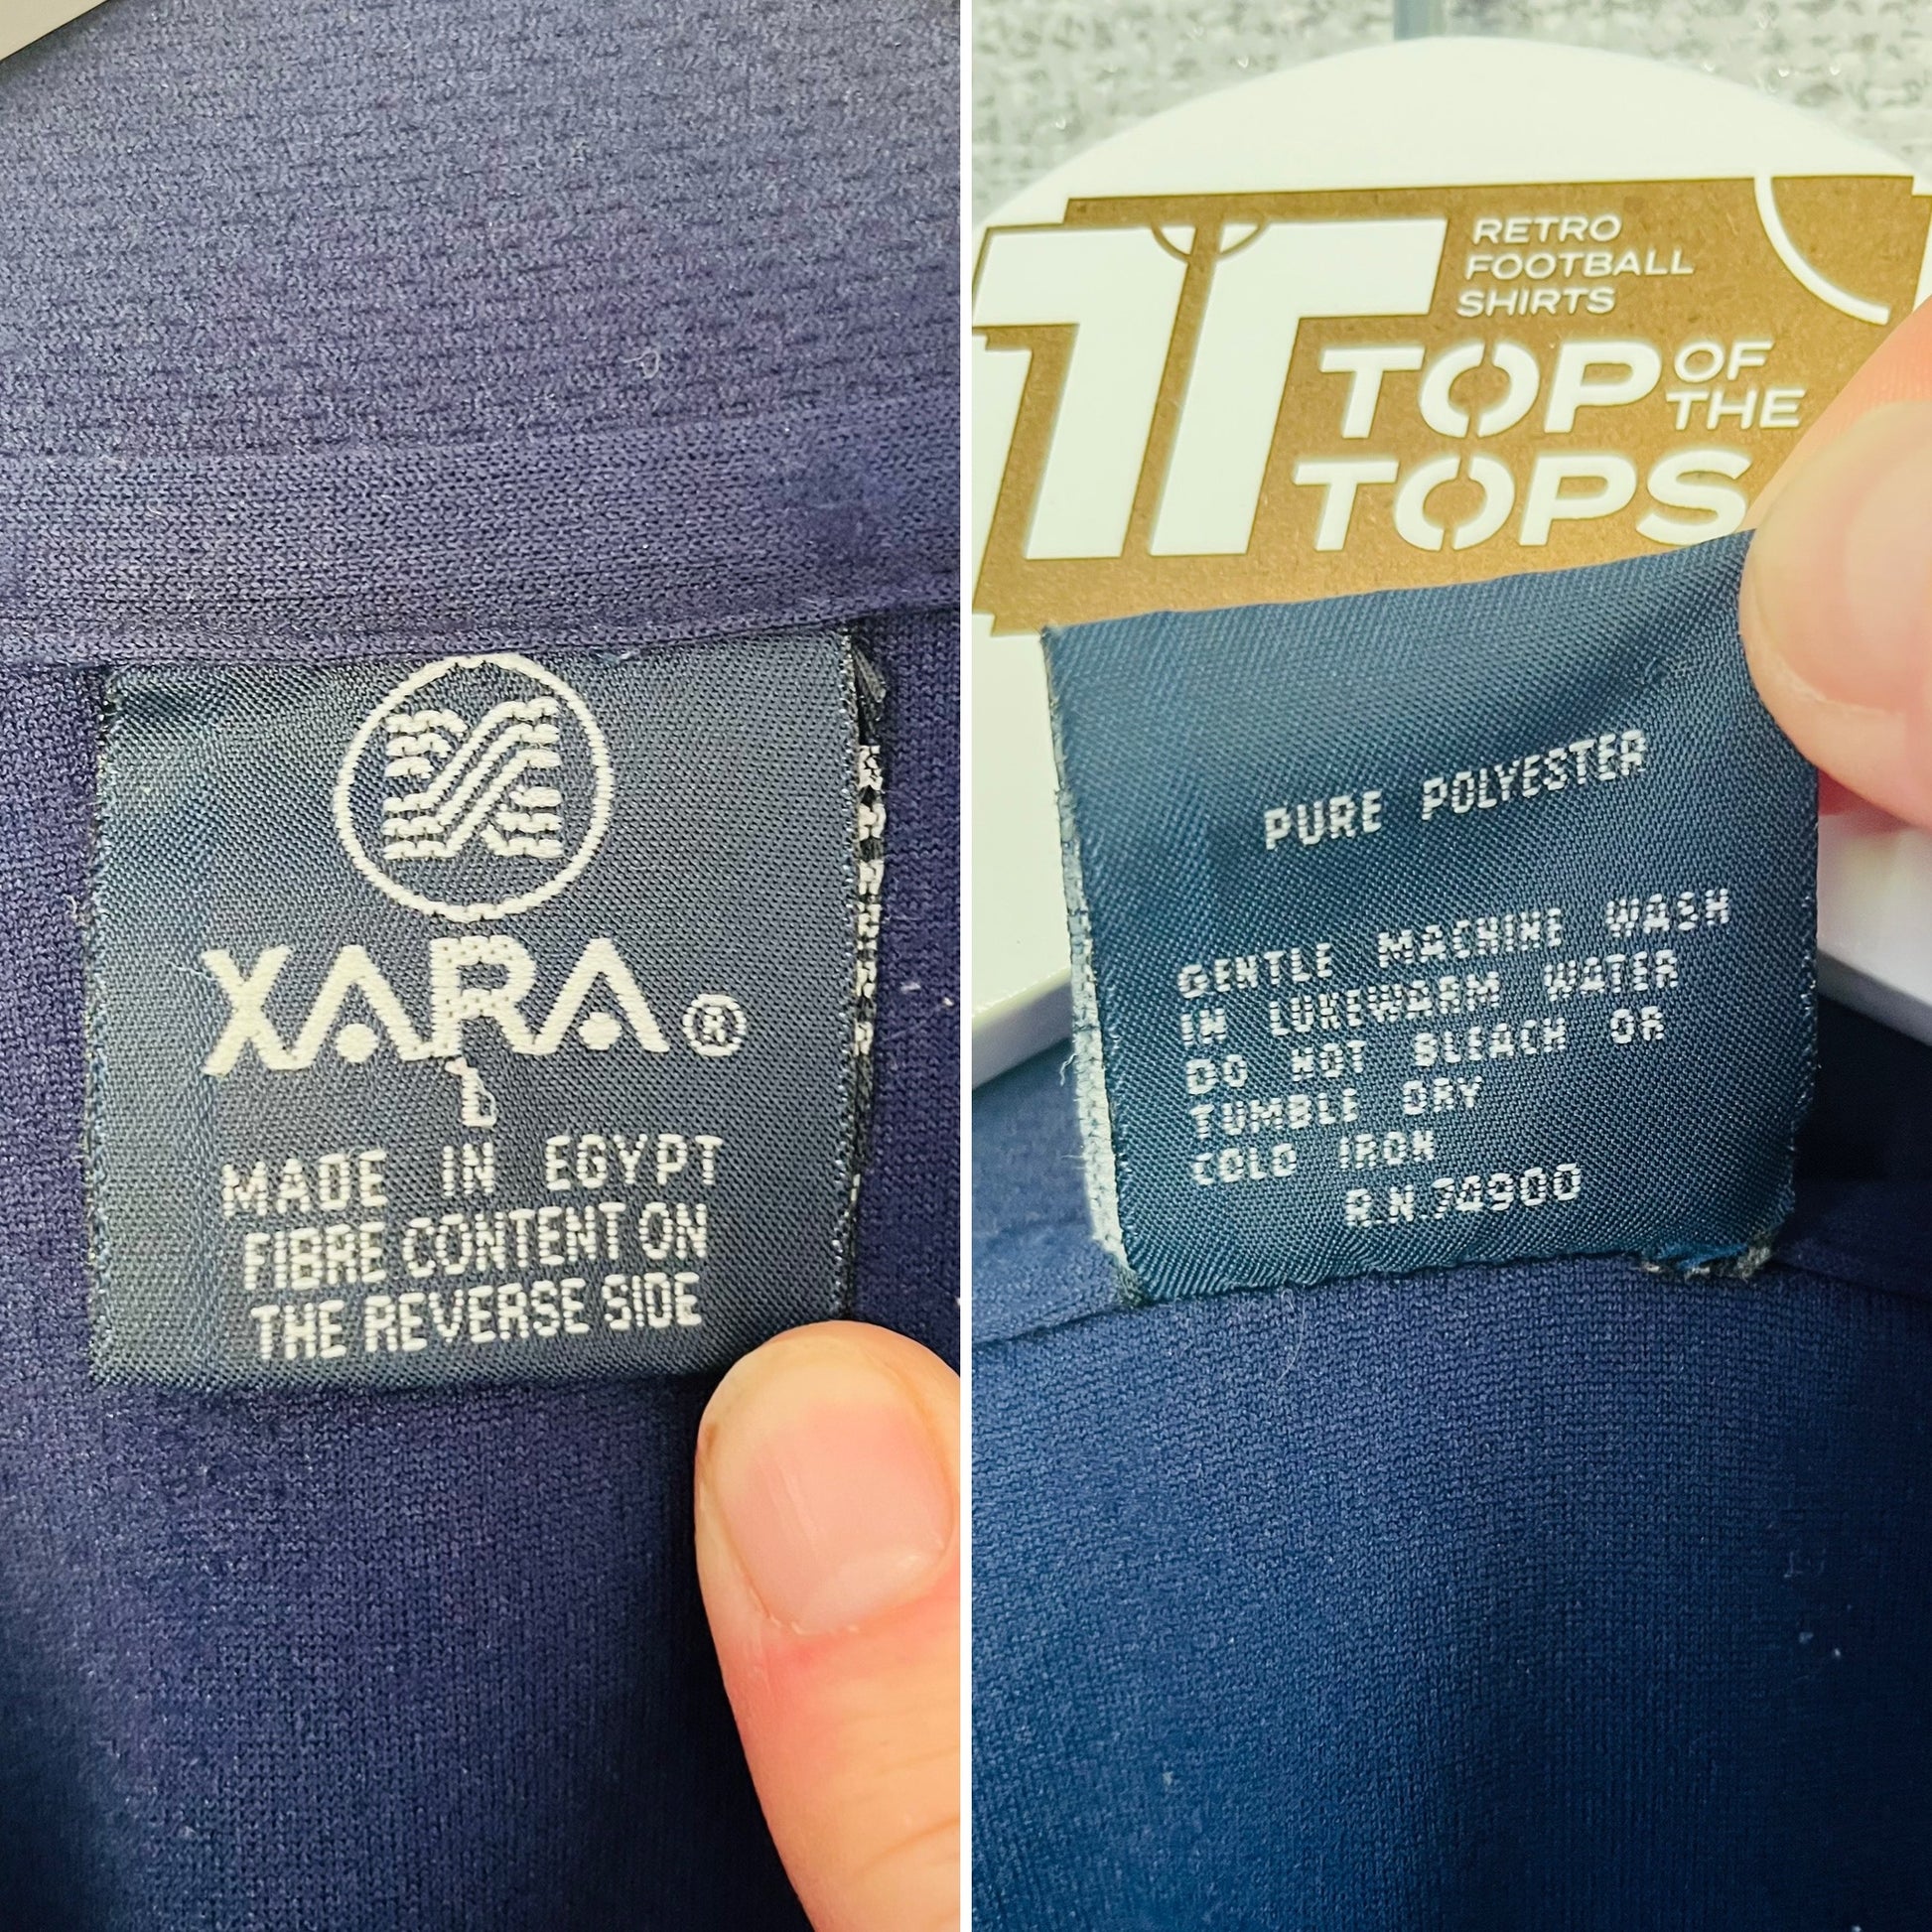 XARA®
L
MADE IN EGYPT
FIBRE CONTENT ON
THE REVERSE SIDE
RETRO
FOOTBALL
SHIRTS
TOP OF THE
TOPS
PURE POLYESTER
GENTLE MACHINE WASH
IN LUKEWARM WATER
DO NOT BLEACH OR
TUMBLE DRY
COLD IRON
R.N.74900